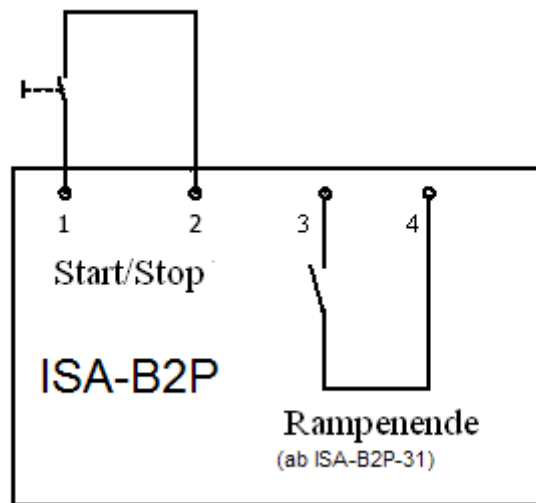 1 2 3 4
Start/Stop
ISA-B2P
Rampenende
(ab ISA-B2P-31)